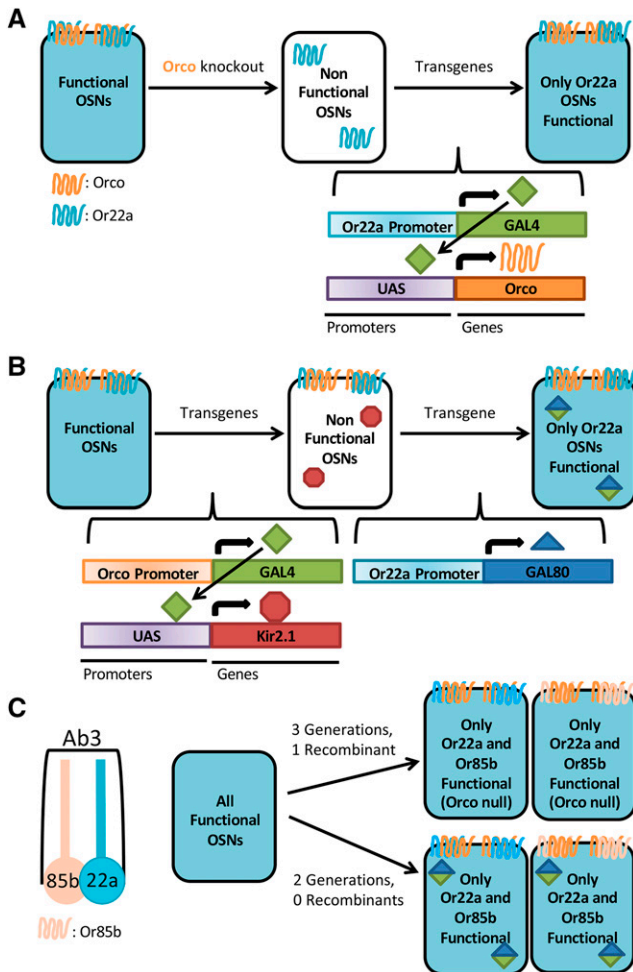 A
Functional
OSNs
Orco knockout
Non
Functional
OSNs
Transgenes
Only Or22a
OSNs
Functional
: Orco
: Or22a
Or22a Promoter
GAL4
UAS
Orco
Promoters
Genes
B
Functional
OSNs
Transgenes
Non
Functional
OSNs
Transgene
Only Or22a
OSNs
Functional
Orco Promoter
GAL4
Or22a Promoter
GAL80
UAS
Kir2.1
Promoters
Genes
C
Ab3
85b
22a
: Or85b
All
Functional
OSNs
3 Generations,
1 Recombinant
Only
Or22a and
Or85b
Functional
(Orco null)
Only
Or22a and
Or85b
Functional
(Orco null)
2 Generations,
0 Recombinants
Only
Or22a and
Or85b
Functional
Only
Or22a and
Or85b
Functional